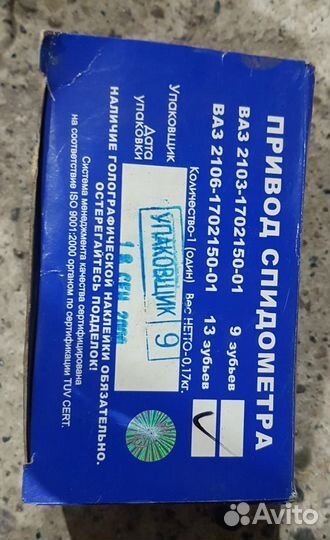 ПРИВОД СПИДОМЕТРА
ВАЗ 2103-1702150-01 9 зубьев
ВАЗ 2106-1702150-01 13 зубьев
Количество-1 (один) Вес НЕТТО-0,17кг.
Упаковщик
УПАКОВЩИК 9
Дата
упаковки
НАЛИЧИЕ ГОЛОГРАФИЧЕСКОЙ НАКЛЕЙКИ ОБЯЗАТЕЛЬНО.
ОСТЕРЕГАЙТЕСЬ ПОДДЕЛОК!
Система менеджмента качества сертифицирована
на соответствие ISO 9001:2000 органом по сертификации TUV CERT.
Avito